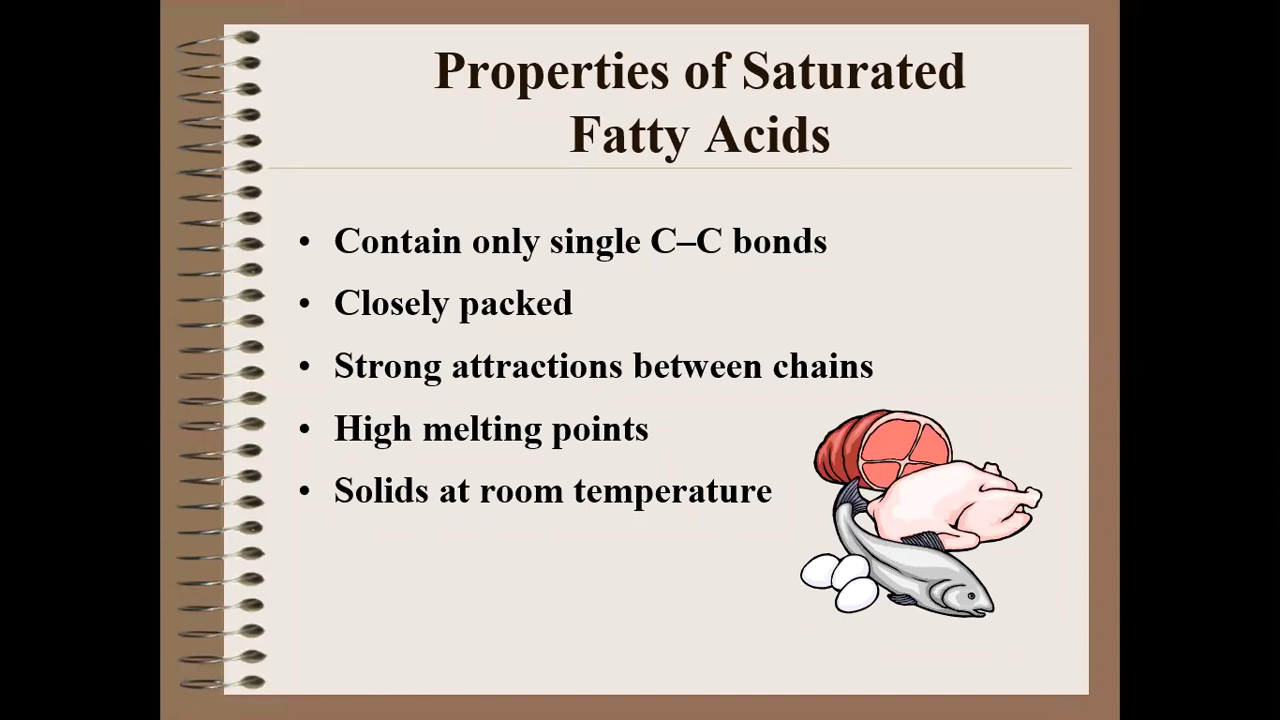 Properties of Saturated
Fatty Acids
• Contain only single C–C bonds
• Closely packed
• Strong attractions between chains
• High melting points
• Solids at room temperature